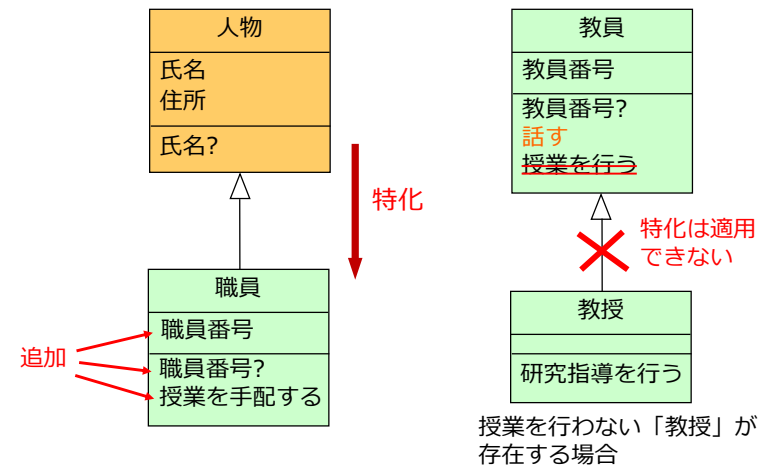 人物
氏名
住所
氏名?
特化
職員
職員番号
職員番号?
授業を手配する
追加
教員
教員番号
教員番号?
話す
授業を行う
特化は適用
できない
教授
研究指導を行う
授業を行わない「教授」が
存在する場合